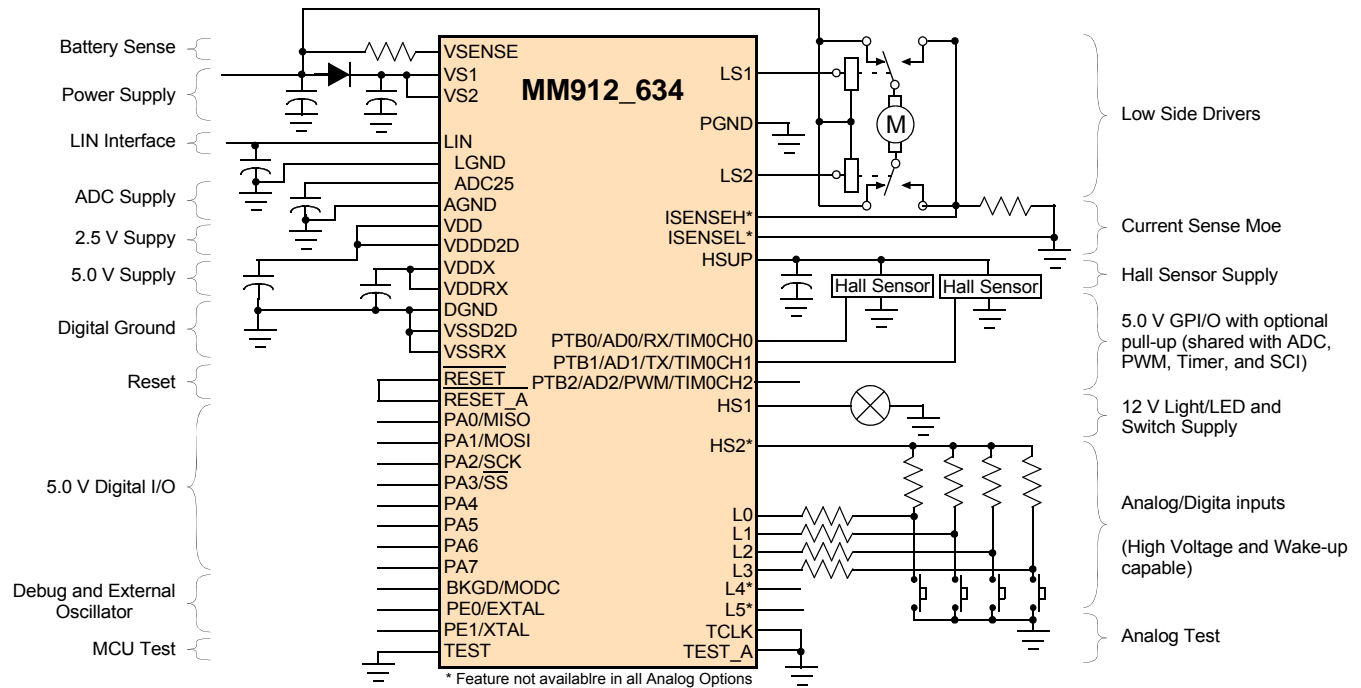 Battery Sense
Power Supply
LIN Interface
ADC Supply
2.5 V Suppy
5.0 V Supply
Digital Ground
Reset
5.0 V Digital I/O
Debug and External
Oscillator
MCU Test
MM912_634
VSENSE
VS1
VS2
LIN
LGND
ADC25
AGND
VDD
VDDD2D
VDDX
VDDRX
DGND
VSSD2D
VSSRX
RESET
RESET_A
PA0/MISO
PA1/MOSI
PA2/SCK
PA3/SS
PA4
PA5
PA6
PA7
BKGD/MODC
PE0/EXTAL
PE1/XTAL
TEST
LS1
PGND
LS2
ISENSEH*
ISENSEL*
HSUP
PTB0/AD0/RX/TIM0CH0
PTB1/AD1/TX/TIM0CH1
PTB2/AD2/PWM/TIM0CH2
HS1
HS2*
L0
L1
L2
L3
L4*
L5*
TCLK
TEST_A
* Feature not availablre in all Analog Options
M
Hall Sensor
Hall Sensor
Low Side Drivers
Current Sense Moe
Hall Sensor Supply
5.0 V GPI/O with optional
pull-up (shared with ADC,
PWM, Timer, and SCI)
12 V Light/LED and
Switch Supply
Analog/Digita inputs
(High Voltage and Wake-up
capable)
Analog Test